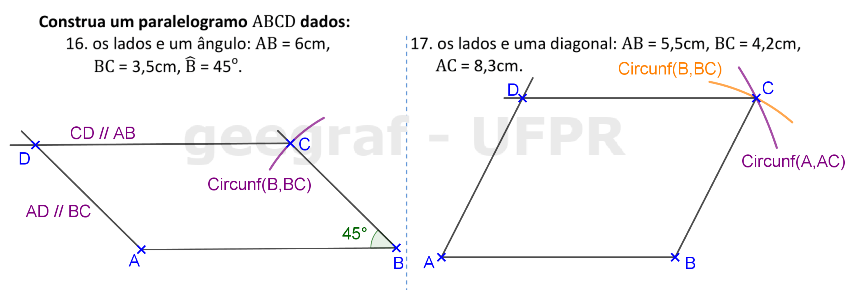 Construa um paralelogramo ABCD dados:
16. os lados e um ângulo: AB = 6cm,
BC = 3,5cm, B̂ = 45°.
D
CD // AB
C
Circunf(B,BC)
AD // BC
45°
A
B
17. os lados e uma diagonal: AB = 5,5cm, BC = 4,2cm,
AC = 8,3cm.
Circunf(B,BC)
D
C
Circunf(A,AC)
A
B
geegraf - UFPR